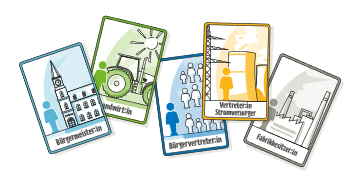 Bürgermeister:in
Landwirt:in
Bürgervertreter:in
Vertreter:in
Stromversorger
Fabrikbesitzer:in